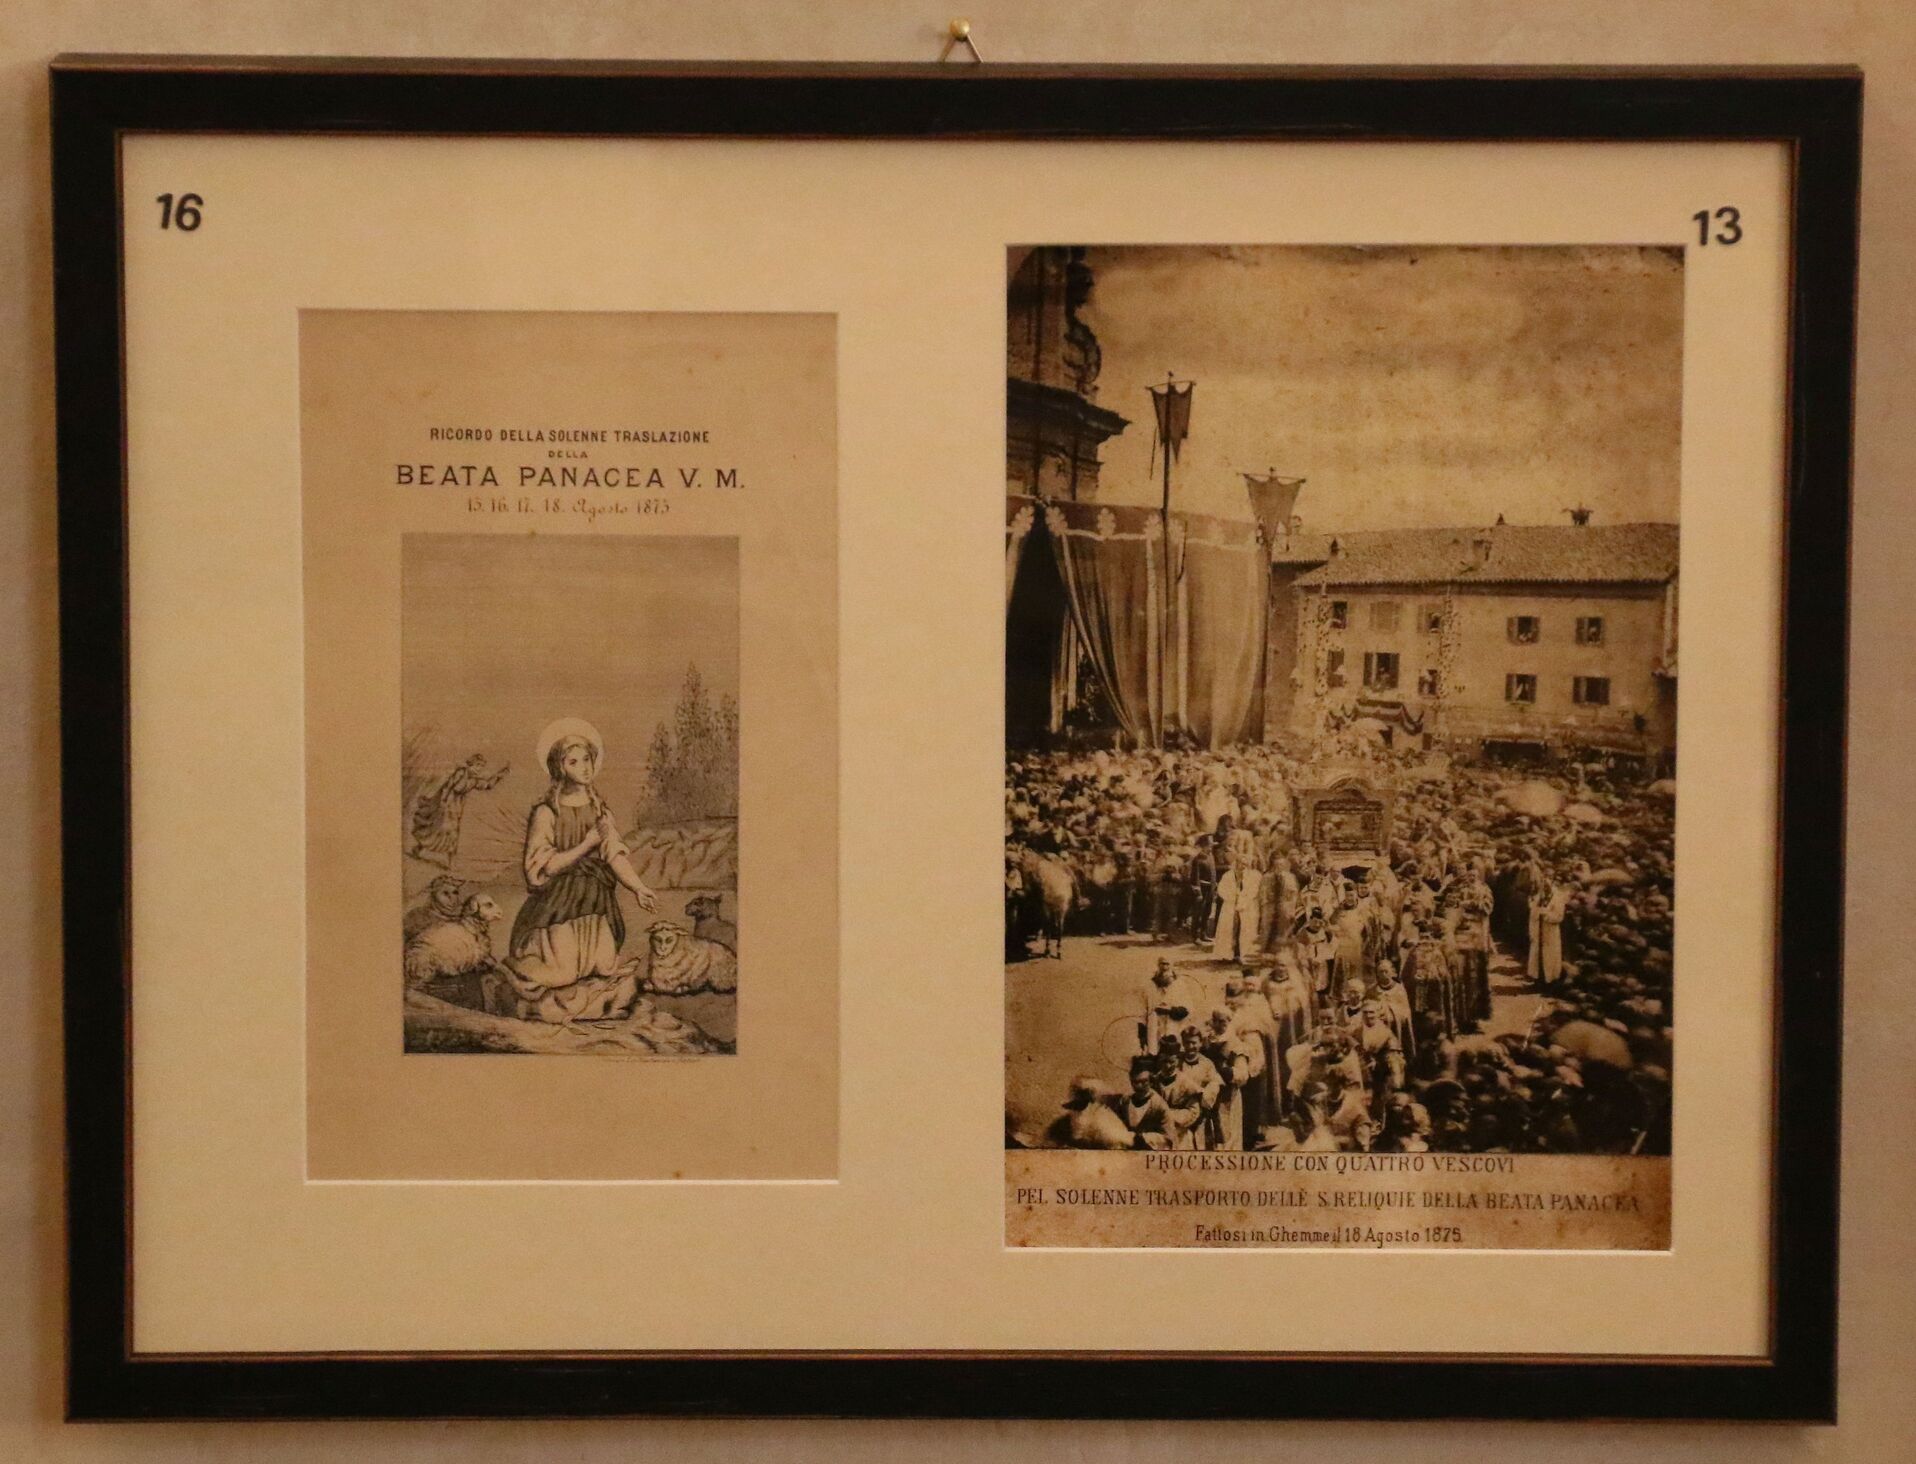 16
RICORDO DELLA SOLENNE TRASLAZIONE
DELLA
BEATA PANACEA V. M.
15. 16. 17. 18. Agosto 1875
13
PROCESSIONE CON QUATTRO VESCOVI
PEL SOLENNE TRASPORTO DELLE S. RELIQUIE DELLA BEATA PANACEA
Fattosi in Ghemme il 18 Agosto 1875